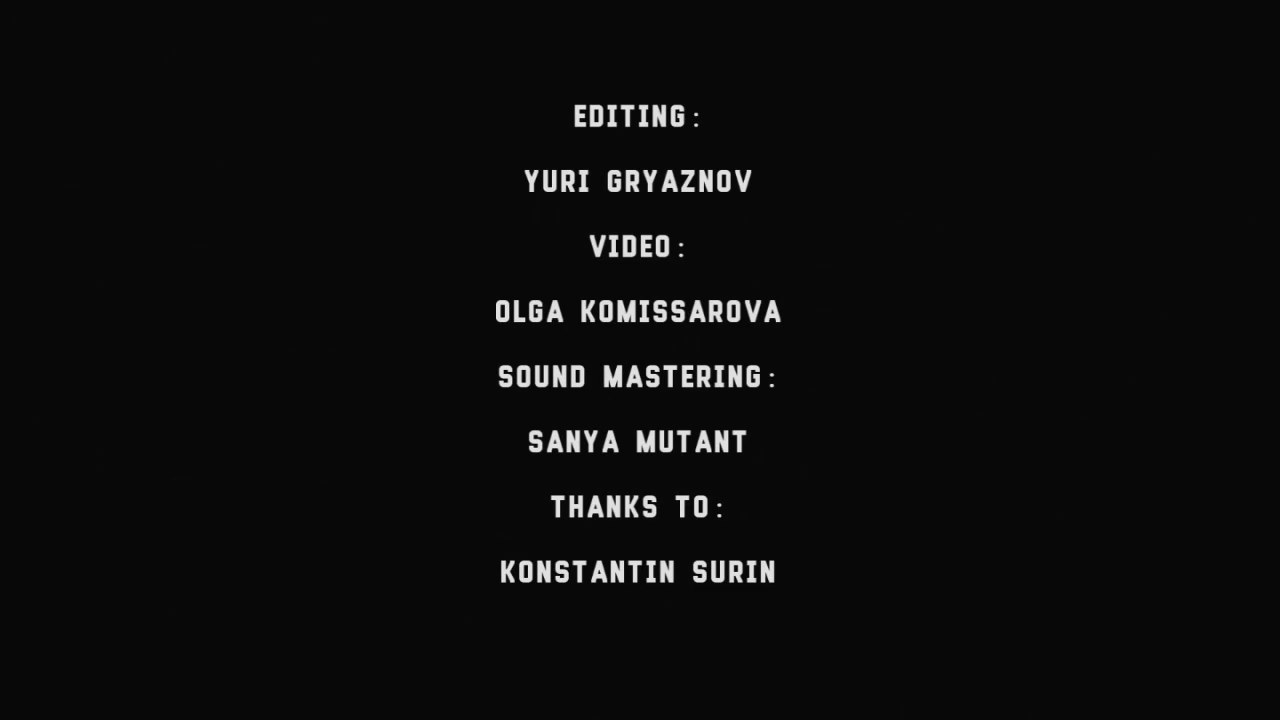 EDITING:
YURI GRYAZNOV
VIDEO:
OLGA KOMISSAROVA
SOUND MASTERING:
SANYA MUTANT
THANKS TO:
KONSTANTIN SURIN